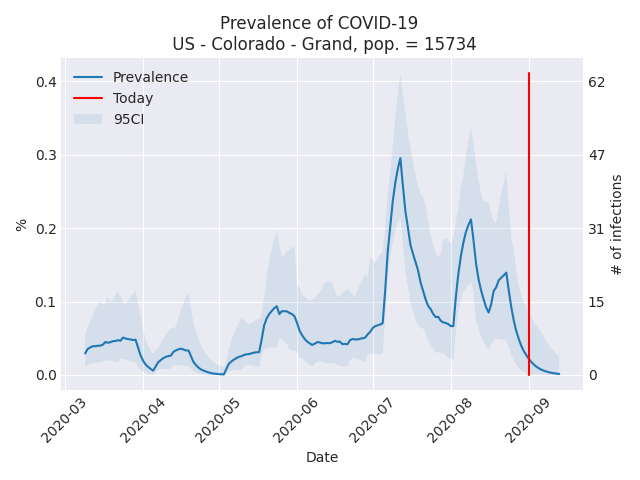 Prevalence of COVID-19
US - Colorado - Grand, pop. = 15734
Prevalence
Today
95CI
0.4
0.3
0.2
0.1
0.0
%
62
47
31
15
0
# of infections
2020-03
2020-04
2020-05
2020-06
2020-07
2020-08
2020-09
Date